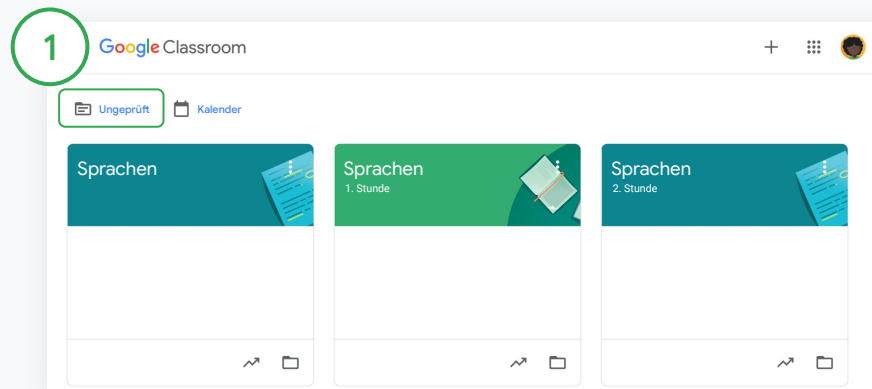 1
Google Classroom
Ungeprüft
Kalender
Sprachen
Sprachen
1. Stunde
Sprachen
2. Stunde